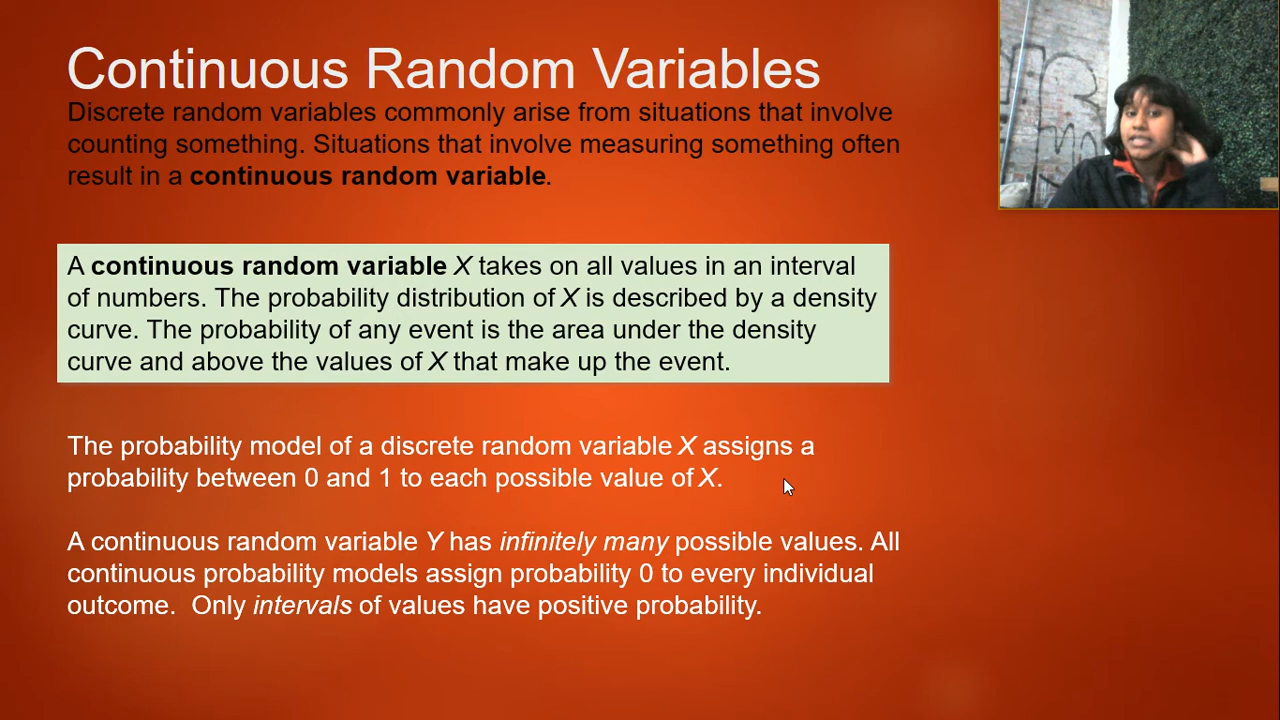 Continuous Random Variables
Discrete random variables commonly arise from situations that involve
counting something. Situations that involve measuring something often
result in a continuous random variable.
A continuous random variable X takes on all values in an interval
of numbers. The probability distribution of X is described by a density
curve. The probability of any event is the area under the density
curve and above the values of X that make up the event.
The probability model of a discrete random variable X assigns a
probability between 0 and 1 to each possible value of X.
A continuous random variable Y has infinitely many possible values. All
continuous probability models assign probability 0 to every individual
outcome.  Only intervals of values have positive probability.